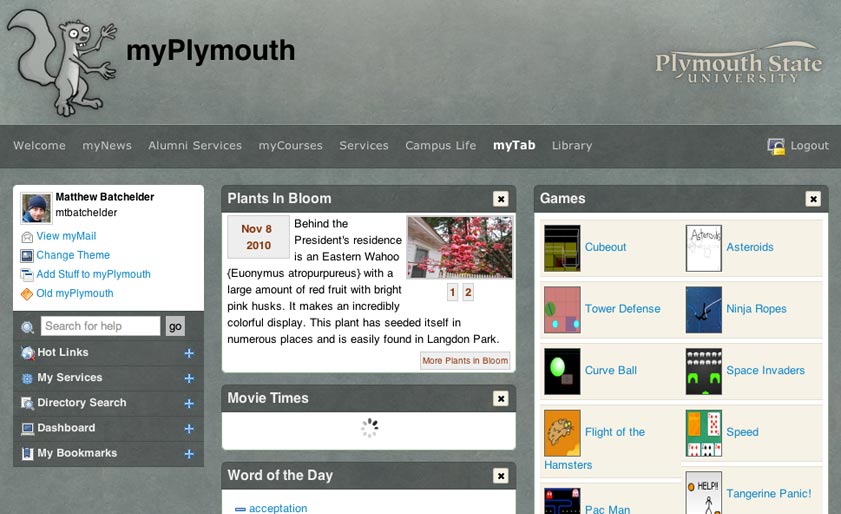 myPlymouth
Plymouth State
UNIVERSITY
Welcome myNews Alumni Services myCourses Services Campus Life myTab Library Logout
Matthew Batchelder
mtbatchelder
View myMail
Change Theme
Add Stuff to myPlymouth
Old myPlymouth
Search for help go
Hot Links
My Services
Directory Search
Dashboard
My Bookmarks
Plants In Bloom
Nov 8
2010
Behind the
President's residence
is an Eastern Wahoo
{Euonymus atropurpureus} with a
large amount of red fruit with bright
pink husks. It makes an incredibly
colorful display. This plant has seeded itself in
numerous places and is easily found in Langdon Park.
1 2
More Plants in Bloom
Movie Times
Word of the Day
acceptation
Games
Cubeout
Asteroids
Asteroids
Tower Defense
Ninja Ropes
Curve Ball
Space Invaders
Flight of the
Hamsters
Speed
Pac Man
HELP!!
Tangerine Panic!